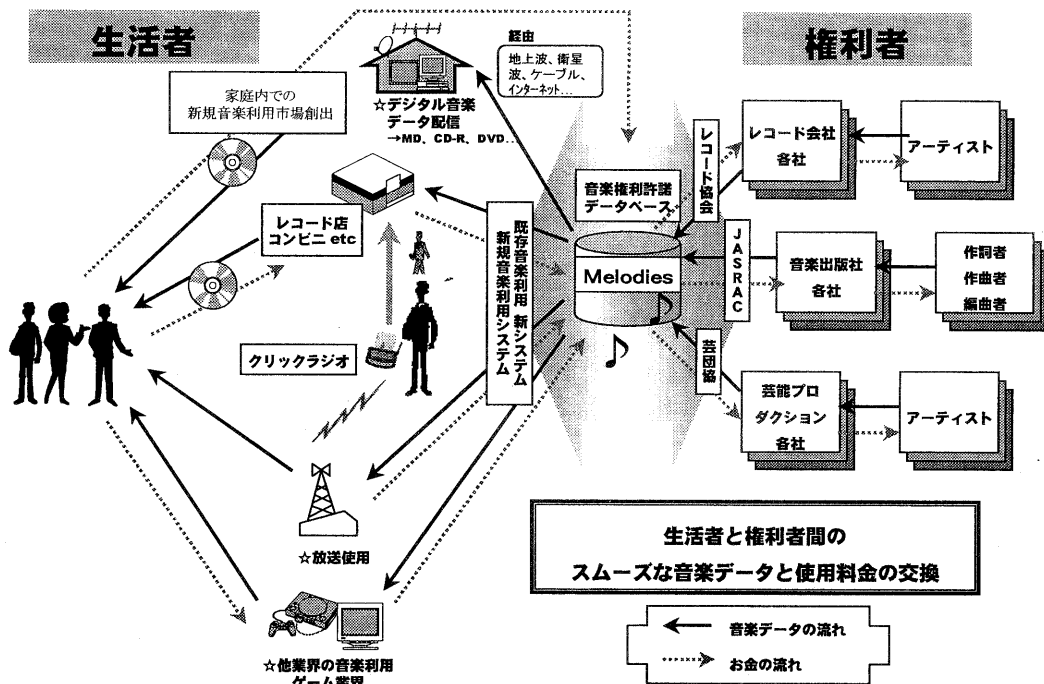 生活者
権利者
経由
地上波、衛星
波、ケーブル、
インターネット...
家庭内での
新規音楽利用市場創出
☆デジタル音楽
データ配信
→MD、CD-R、DVD...
レコード店
コンビニ etc
クリックラジオ
既存音楽利用 新システム
新規音楽利用システム
音楽権利許諾
データベース
Melodies
レコード協会
JASRAC
芸団協
レコード会社
各社
アーティスト
音楽出版社
各社
作詞者
作曲者
編曲者
芸能プロ
ダクション
各社
アーティスト
☆放送使用
☆他業界の音楽利用
ゲーム業界
生活者と権利者間の
スムーズな音楽データと使用料金の交換
音楽データの流れ
お金の流れ